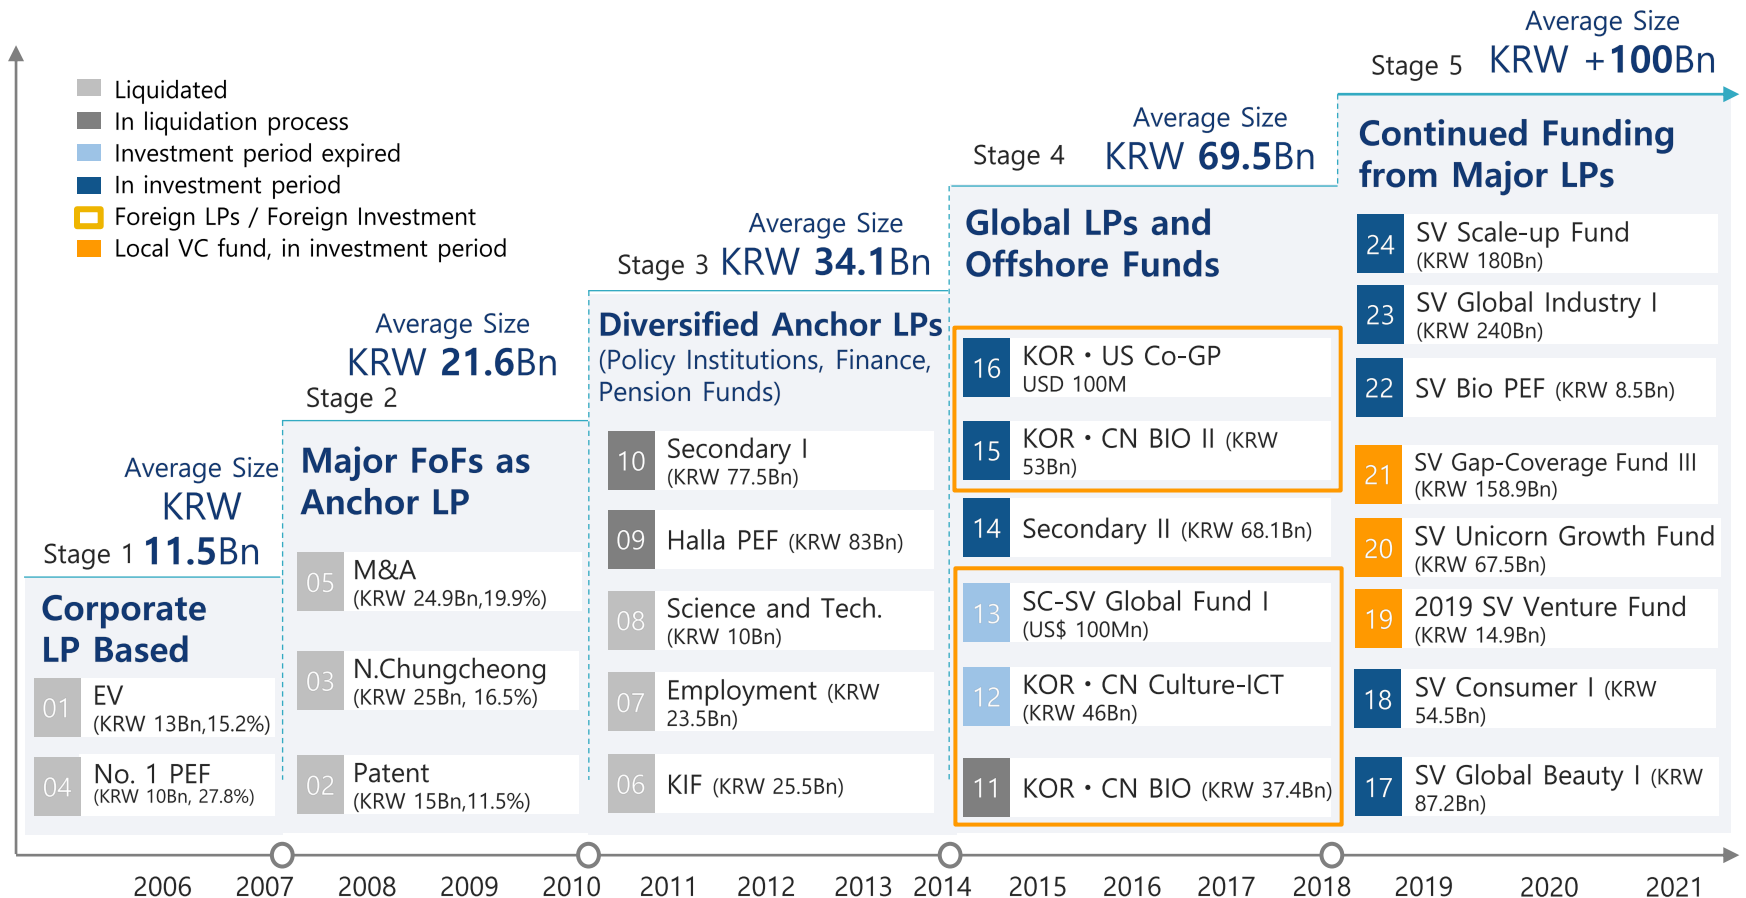 Liquidated
In liquidation process
Investment period expired
In investment period
Foreign LPs / Foreign Investment
Local VC fund, in investment period
Average Size
KRW
Stage 1 11.5Bn
Corporate
LP Based
01 EV
(KRW 13Bn,15.2%)
04 No. 1 PEF
(KRW 10Bn, 27.8%)
Average Size
KRW 21.6Bn
Stage 2
Major FoFs as
Anchor LP
05 M&A
(KRW 24.9Bn,19.9%)
03 N.Chungcheong
(KRW 25Bn, 16.5%)
02 Patent
(KRW 15Bn,11.5%)
Average Size
Stage 3 KRW 34.1Bn
Diversified Anchor LPs
(Policy Institutions, Finance,
Pension Funds)
10 Secondary I
(KRW 77.5Bn)
09 Halla PEF (KRW 83Bn)
08 Science and Tech.
(KRW 10Bn)
07 Employment (KRW
23.5Bn)
06 KIF (KRW 25.5Bn)
Average Size
Stage 4 KRW 69.5Bn
Global LPs and
Offshore Funds
16 KOR・US Co-GP
USD 100M
15 KOR・CN BIO II (KRW
53Bn)
14 Secondary II (KRW 68.1Bn)
13 SC-SV Global Fund I
(US$ 100Mn)
12 KOR・CN Culture-ICT
(KRW 46Bn)
11 KOR・CN BIO (KRW 37.4Bn)
Average Size
Stage 5 KRW +100Bn
Continued Funding
from Major LPs
24 SV Scale-up Fund
(KRW 180Bn)
23 SV Global Industry I
(KRW 240Bn)
22 SV Bio PEF (KRW 8.5Bn)
21 SV Gap-Coverage Fund III
(KRW 158.9Bn)
20 SV Unicorn Growth Fund
(KRW 67.5Bn)
19 2019 SV Venture Fund
(KRW 14.9Bn)
18 SV Consumer I (KRW
54.5Bn)
17 SV Global Beauty I (KRW
87.2Bn)
2006 2007 2008 2009 2010 2011 2012 2013 2014 2015 2016 2017 2018 2019 2020 2021